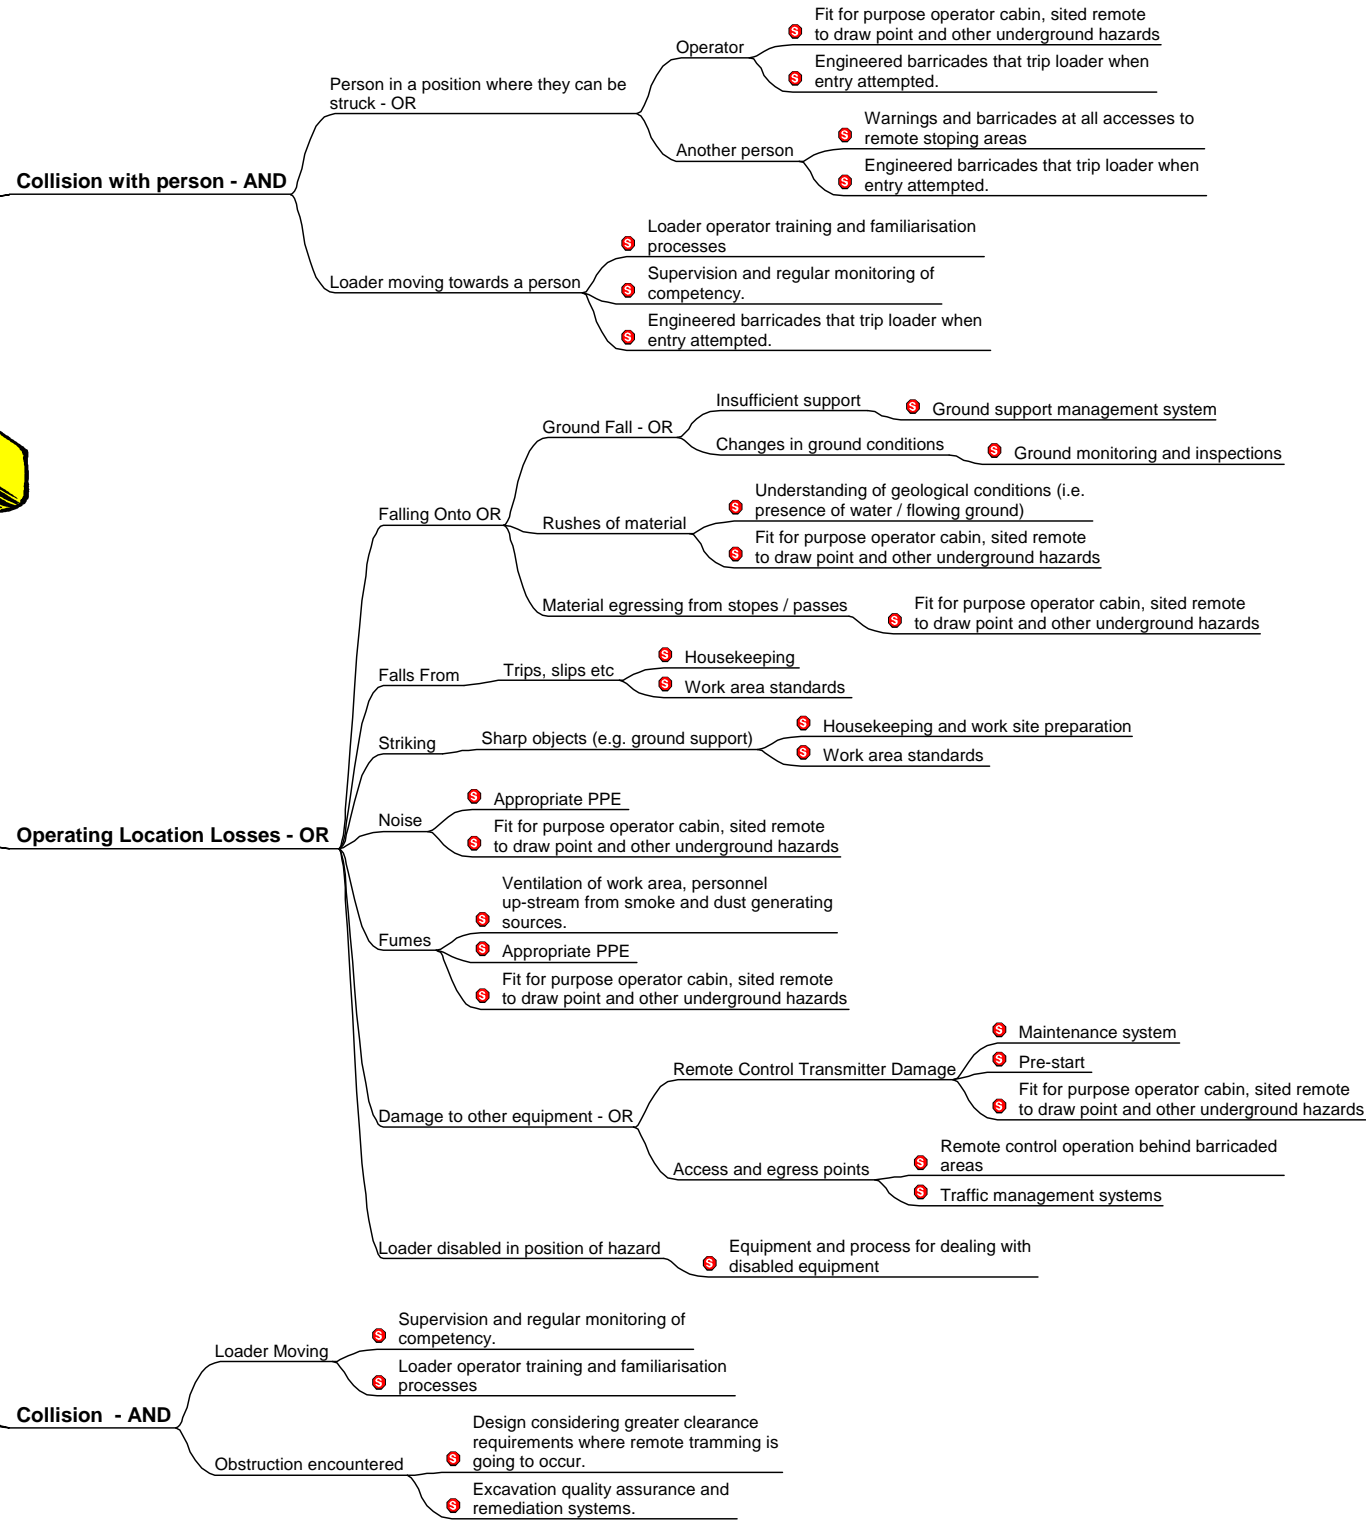 Collision with person - AND
Person in a position where they can be
struck - OR
Operator
S
Fit for purpose operator cabin, sited remote
to draw point and other underground hazards
S
Engineered barricades that trip loader when
entry attempted.
Another person
S
Warnings and barricades at all accesses to
remote stoping areas
S
Engineered barricades that trip loader when
entry attempted.
Loader moving towards a person
S
Loader operator training and familiarisation
processes
S
Supervision and regular monitoring of
competency.
S
Engineered barricades that trip loader when
entry attempted.
Operating Location Losses - OR
Falling Onto OR
Ground Fall - OR
Insufficient support
S
Ground support management system
Changes in ground conditions
S
Ground monitoring and inspections
Rushes of material
S
Understanding of geological conditions (i.e.
presence of water / flowing ground)
S
Fit for purpose operator cabin, sited remote
to draw point and other underground hazards
Material egressing from stopes / passes
S
Fit for purpose operator cabin, sited remote
to draw point and other underground hazards
Falls From
Trips, slips etc
S
Housekeeping
S
Work area standards
Striking
Sharp objects (e.g. ground support)
S
Housekeeping and work site preparation
S
Work area standards
Noise
S
Appropriate PPE
S
Fit for purpose operator cabin, sited remote
to draw point and other underground hazards
Fumes
S
Ventilation of work area, personnel
up-stream from smoke and dust generating
sources.
S
Appropriate PPE
S
Fit for purpose operator cabin, sited remote
to draw point and other underground hazards
Damage to other equipment - OR
Remote Control Transmitter Damage
S
Maintenance system
S
Pre-start
S
Fit for purpose operator cabin, sited remote
to draw point and other underground hazards
Access and egress points
S
Remote control operation behind barricaded
areas
S
Traffic management systems
Loader disabled in position of hazard
S
Equipment and process for dealing with
disabled equipment
Collision  - AND
Loader Moving
S
Supervision and regular monitoring of
competency.
S
Loader operator training and familiarisation
processes
Obstruction encountered
S
Design considering greater clearance
requirements where remote tramming is
going to occur.
S
Excavation quality assurance and
remediation systems.